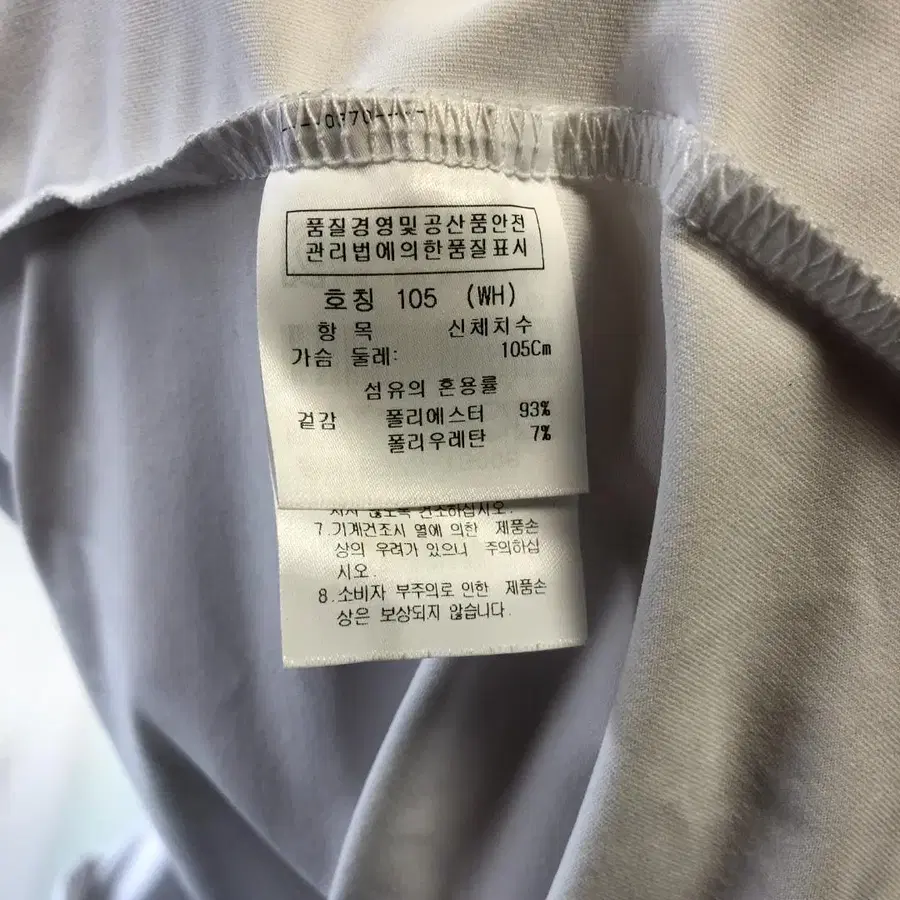 품질경영및공산품안전
관리법에의한품질표시
호칭 105 (WH)
항 목 신체치수
가슴 둘레: 105Cm
섬유의 혼용률
겉감 폴리에스터 93%
폴리우레탄 7%
7.기계건조시 열에 의한 제품손
상의 우려가 있으니 주의하십
시오.
8.소비자 부주의로 인한 제품손
상은 보상되지 않습니다.